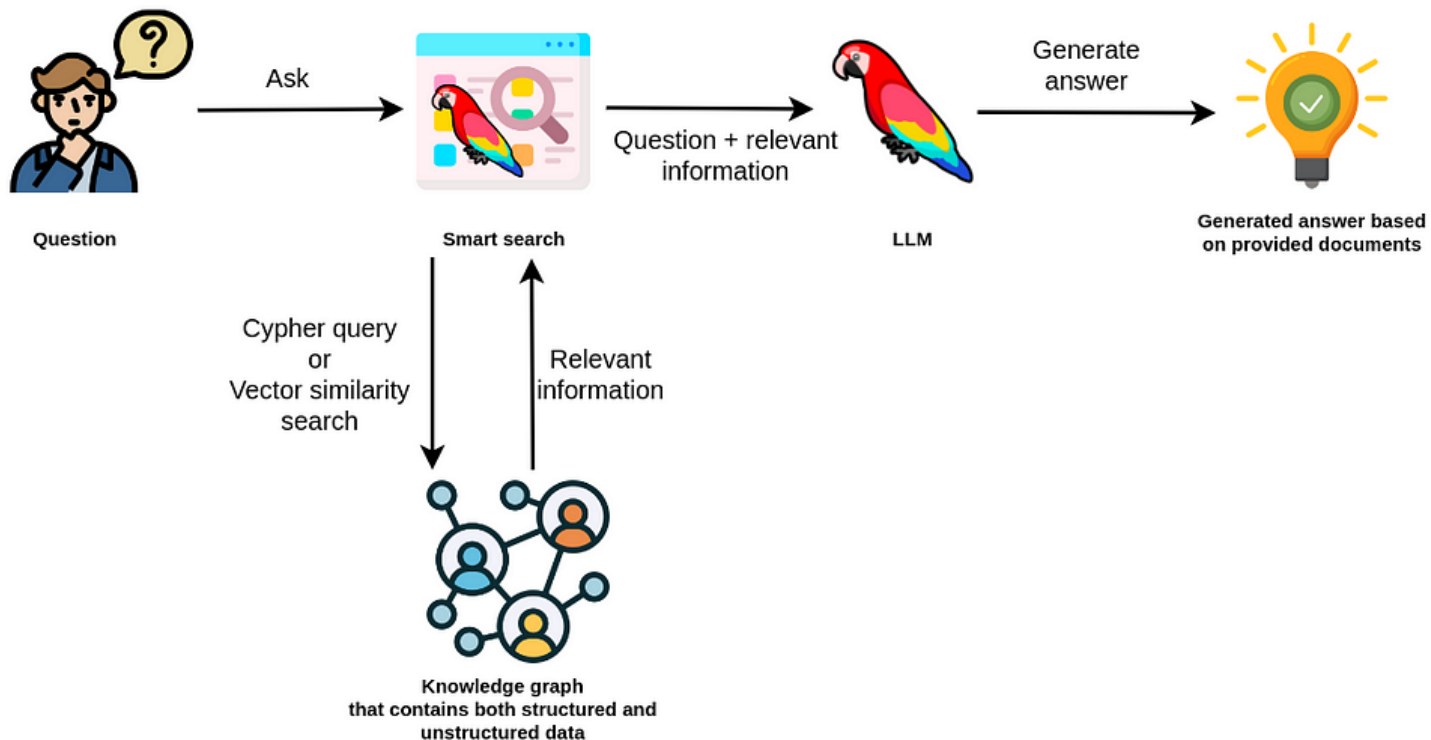 ?
Ask
Question
Smart search
Question + relevant
information
LLM
Generate
answer
Generated answer based
on provided documents
Cypher query
or
Vector similarity
search
Relevant
information
Knowledge graph
that contains both structured and
unstructured data